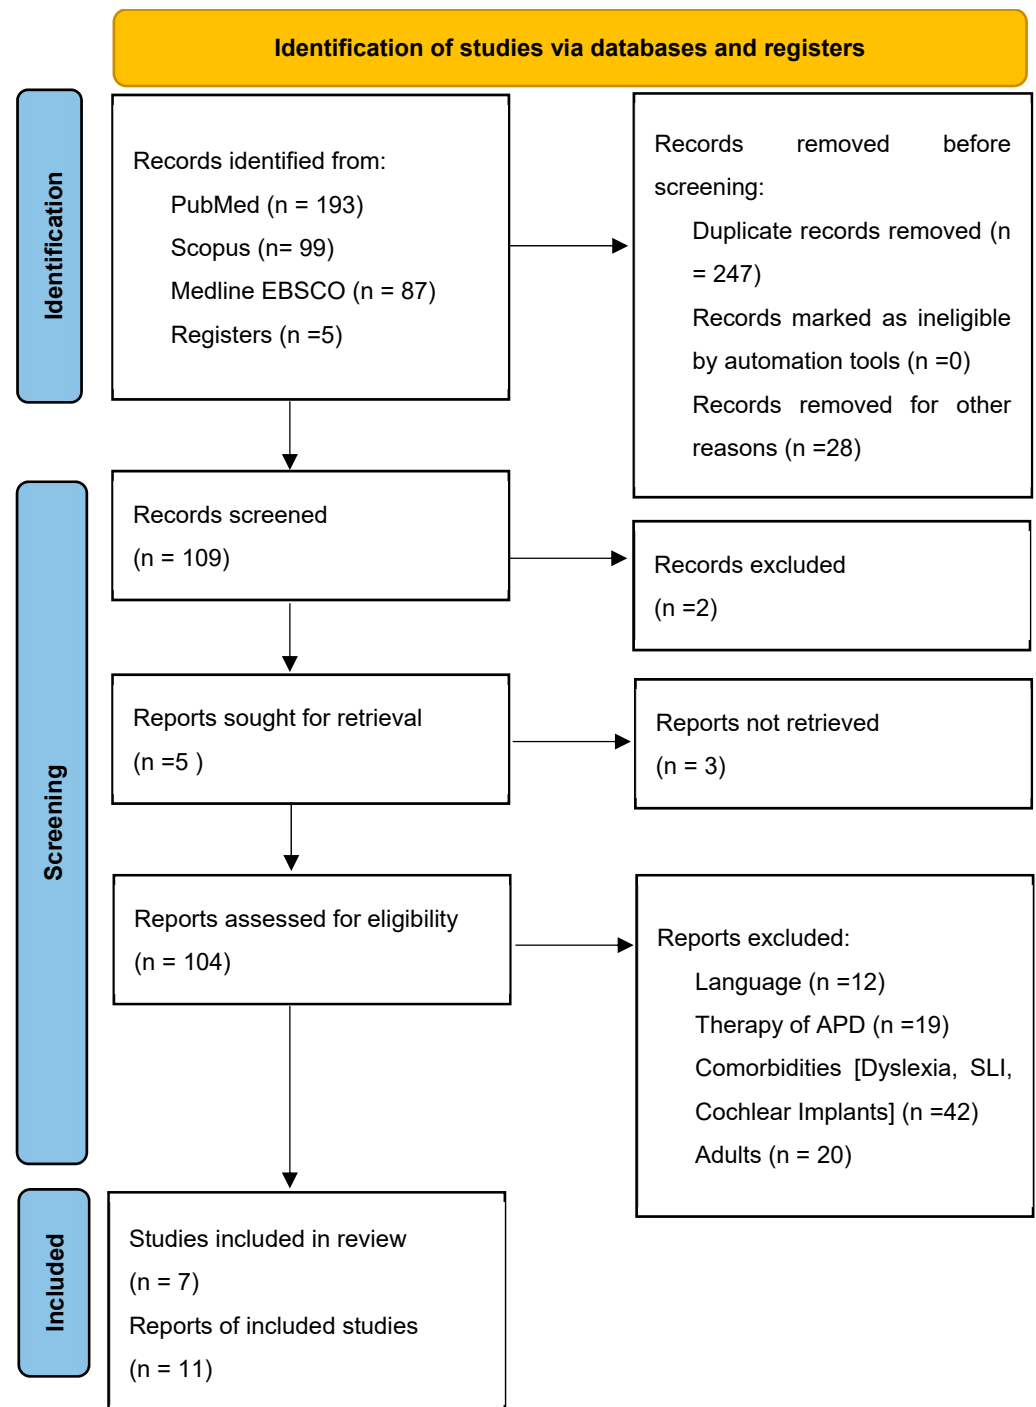 Identification of studies via databases and registers
Identification
Records identified from:
PubMed (n = 193)
Scopus (n= 99)
Medline EBSCO (n = 87)
Registers (n =5)
Records removed before
screening:
Duplicate records removed (n
= 247)
Records marked as ineligible
by automation tools (n =0)
Records removed for other
reasons (n =28)
Screening
Records screened
(n = 109)
Records excluded
(n =2)
Reports sought for retrieval
(n =5 )
Reports not retrieved
(n = 3)
Reports assessed for eligibility
(n = 104)
Reports excluded:
Language (n =12)
Therapy of APD (n =19)
Comorbidities [Dyslexia, SLI,
Cochlear Implants] (n =42)
Adults (n = 20)
Included
Studies included in review
(n = 7)
Reports of included studies
(n = 11)